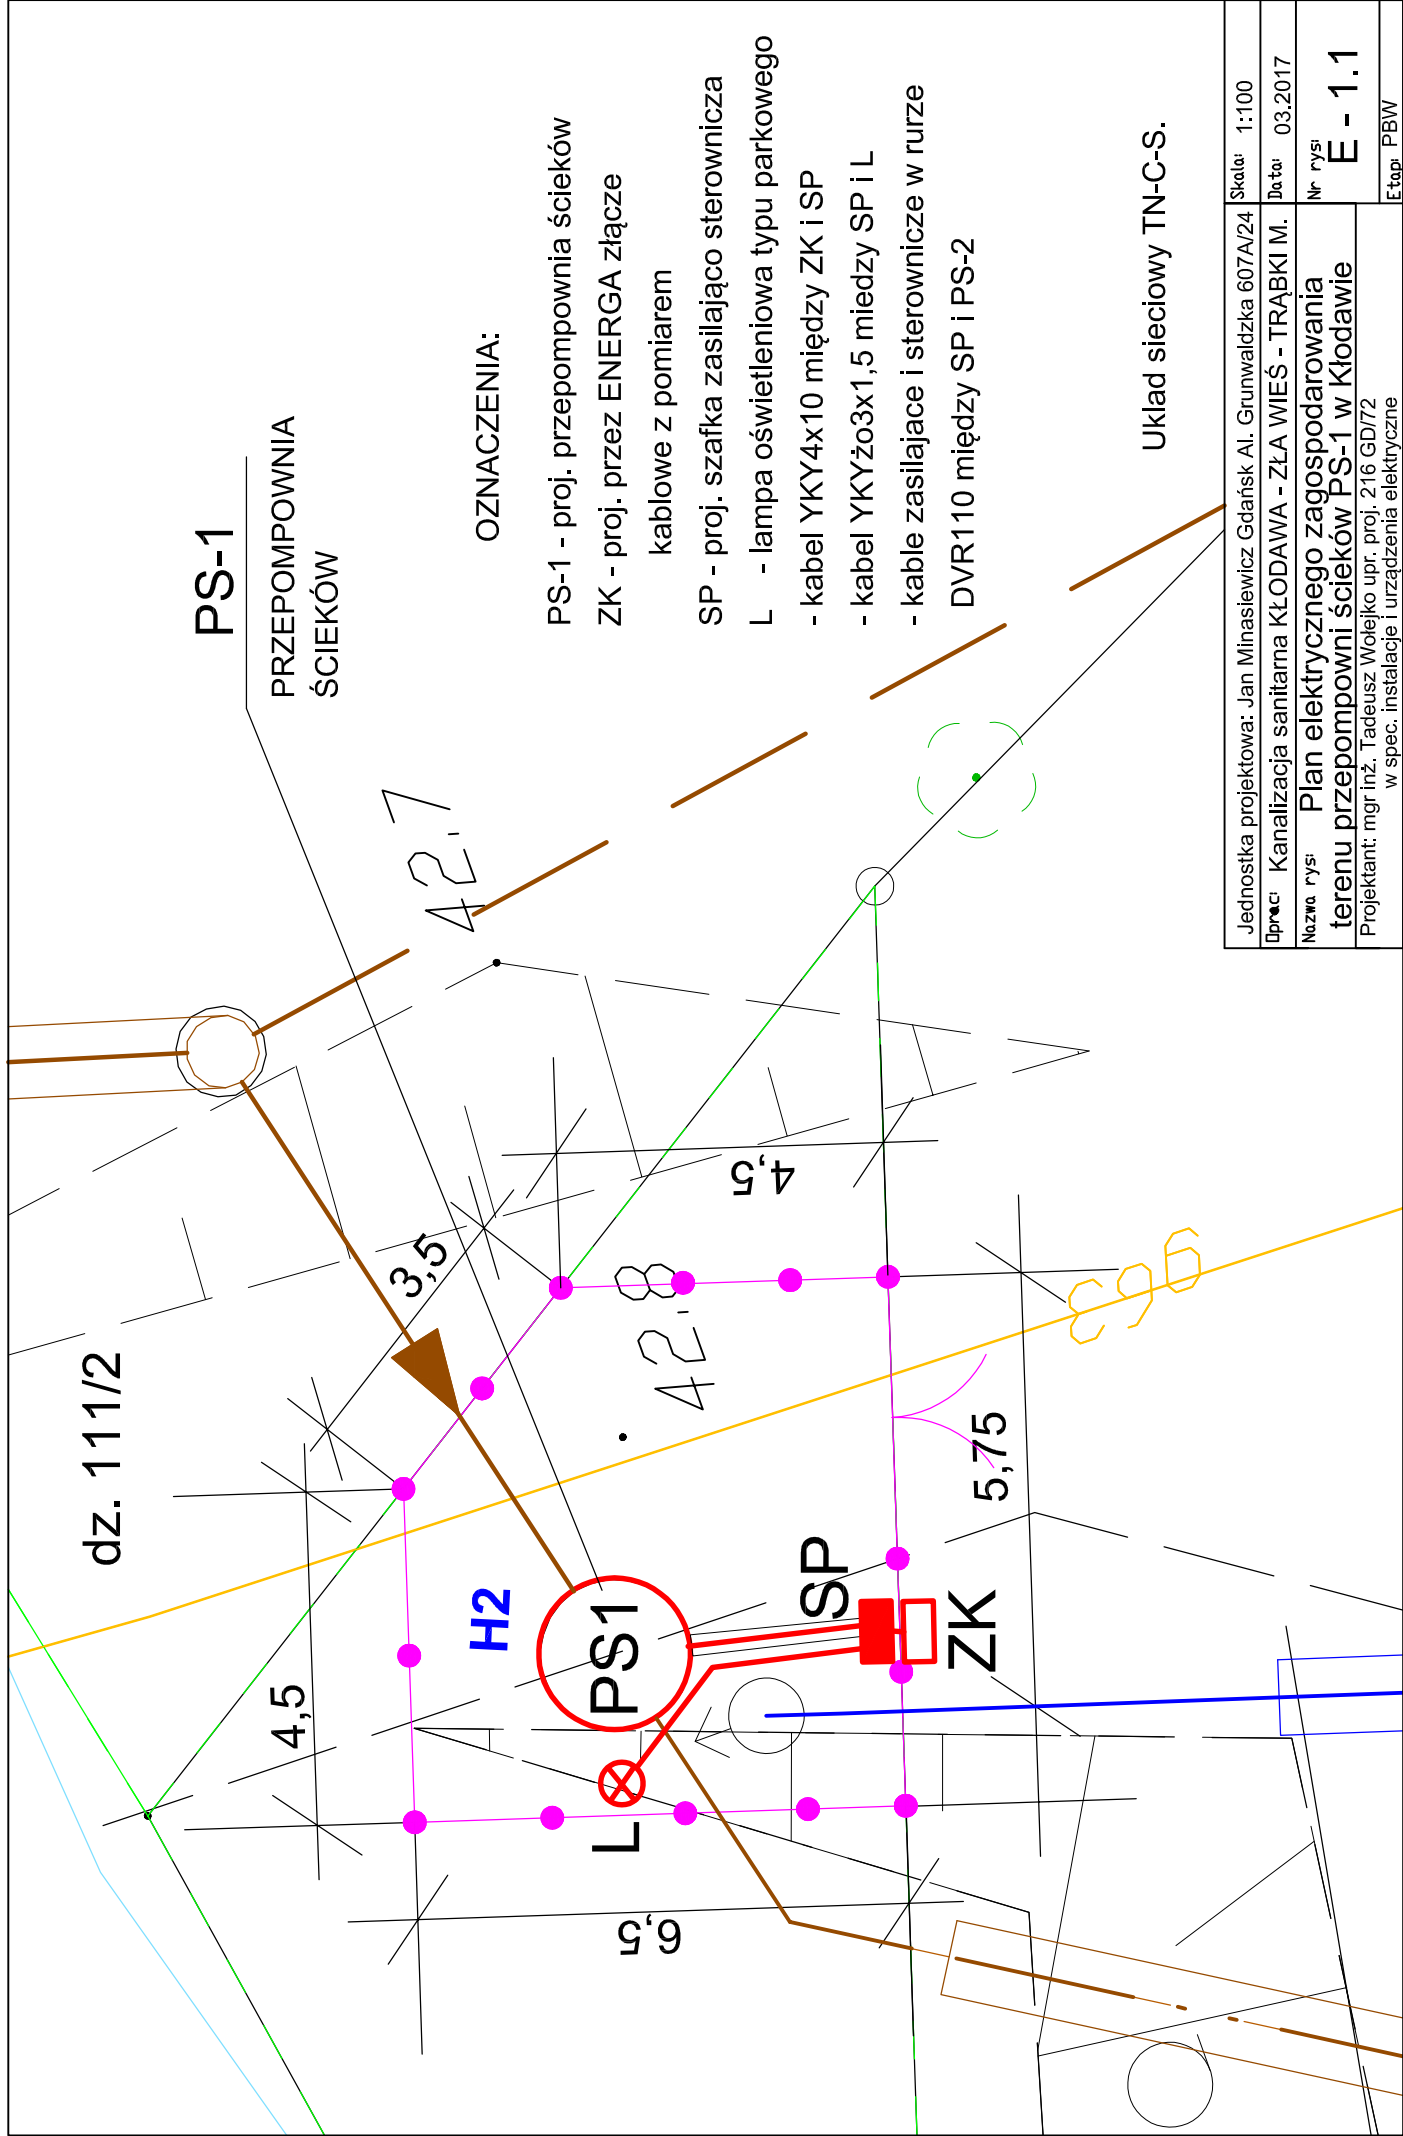 PS-1
PRZEPOMPOWNIA
ŚCIEKÓW
OZNACZENIA:
PS-1 - proj. przepompownia ścieków
ZK - proj. przez ENERGA złącze
kablowe z pomiarem
SP - proj. szafka zasilająco sterownicza
L - lampa oświetleniowa typu parkowego
- kabel YKY4x10 między ZK i SP
- kabel YKYżo3x1,5 miedzy SP i L
- kable zasilajace i sterownicze w rurze
DVR110 między SP i PS-2
Uklad sieciowy TN-C-S.
dz. 111/2
42.7
3,5
4,5
42.8
896
4,5
H2
PS1
SP
ZK
5,75
L
6,5
Jednostka projektowa: Jan Minasiewicz Gdańsk Al. Grunwaldzka 607A/24
Skala: 1:100
Oprac: Kanalizacja sanitarna KŁODAWA - ZŁA WIEŚ - TRĄBKI M.
Data: 03.2017
Nazwa rys: Plan elektrycznego zagospodarowania
terenu przepompowni ścieków PS-1 w Kłodawie
Nr rys: E - 1.1
Projektant: mgr inż. Tadeusz Wołejko upr. proj. 216 GD/72
w spec. instalacje i urządzenia elektryczne
Etap: PBW